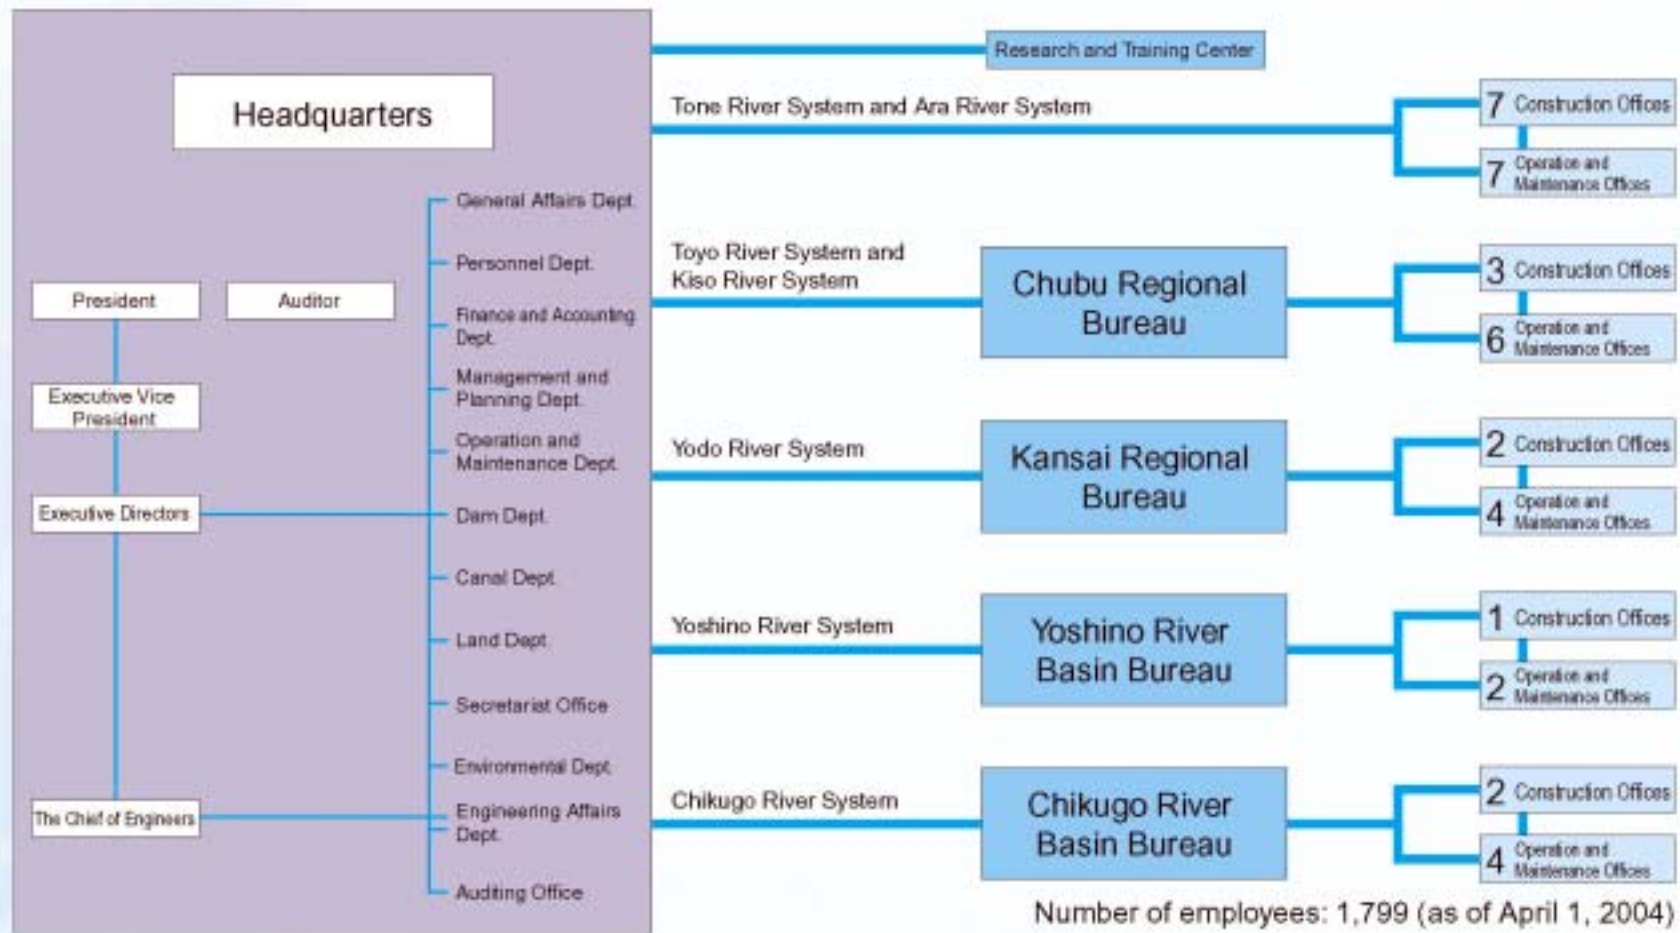 Headquarters
President
Auditor
Executive Vice
President
Executive Directors
The Chief of Engineers
General Affairs Dept.
Personnel Dept.
Finance and Accounting
Dept.
Management and
Planning Dept.
Operation and
Maintenance Dept.
Dam Dept.
Canal Dept.
Land Dept.
Secretariat Office
Environmental Dept.
Engineering Affairs
Dept.
Auditing Office
Research and Training Center
Tone River System and Ara River System
7 Construction Offices
7 Operation and
Maintenance Offices
Toyo River System and
Kiso River System
Chubu Regional
Bureau
3 Construction Offices
6 Operation and
Maintenance Offices
Yodo River System
Kansai Regional
Bureau
2 Construction Offices
4 Operation and
Maintenance Offices
Yoshino River System
Yoshino River
Basin Bureau
1 Construction Offices
2 Operation and
Maintenance Offices
Chikugo River System
Chikugo River
Basin Bureau
2 Construction Offices
4 Operation and
Maintenance Offices
Number of employees: 1,799 (as of April 1, 2004)